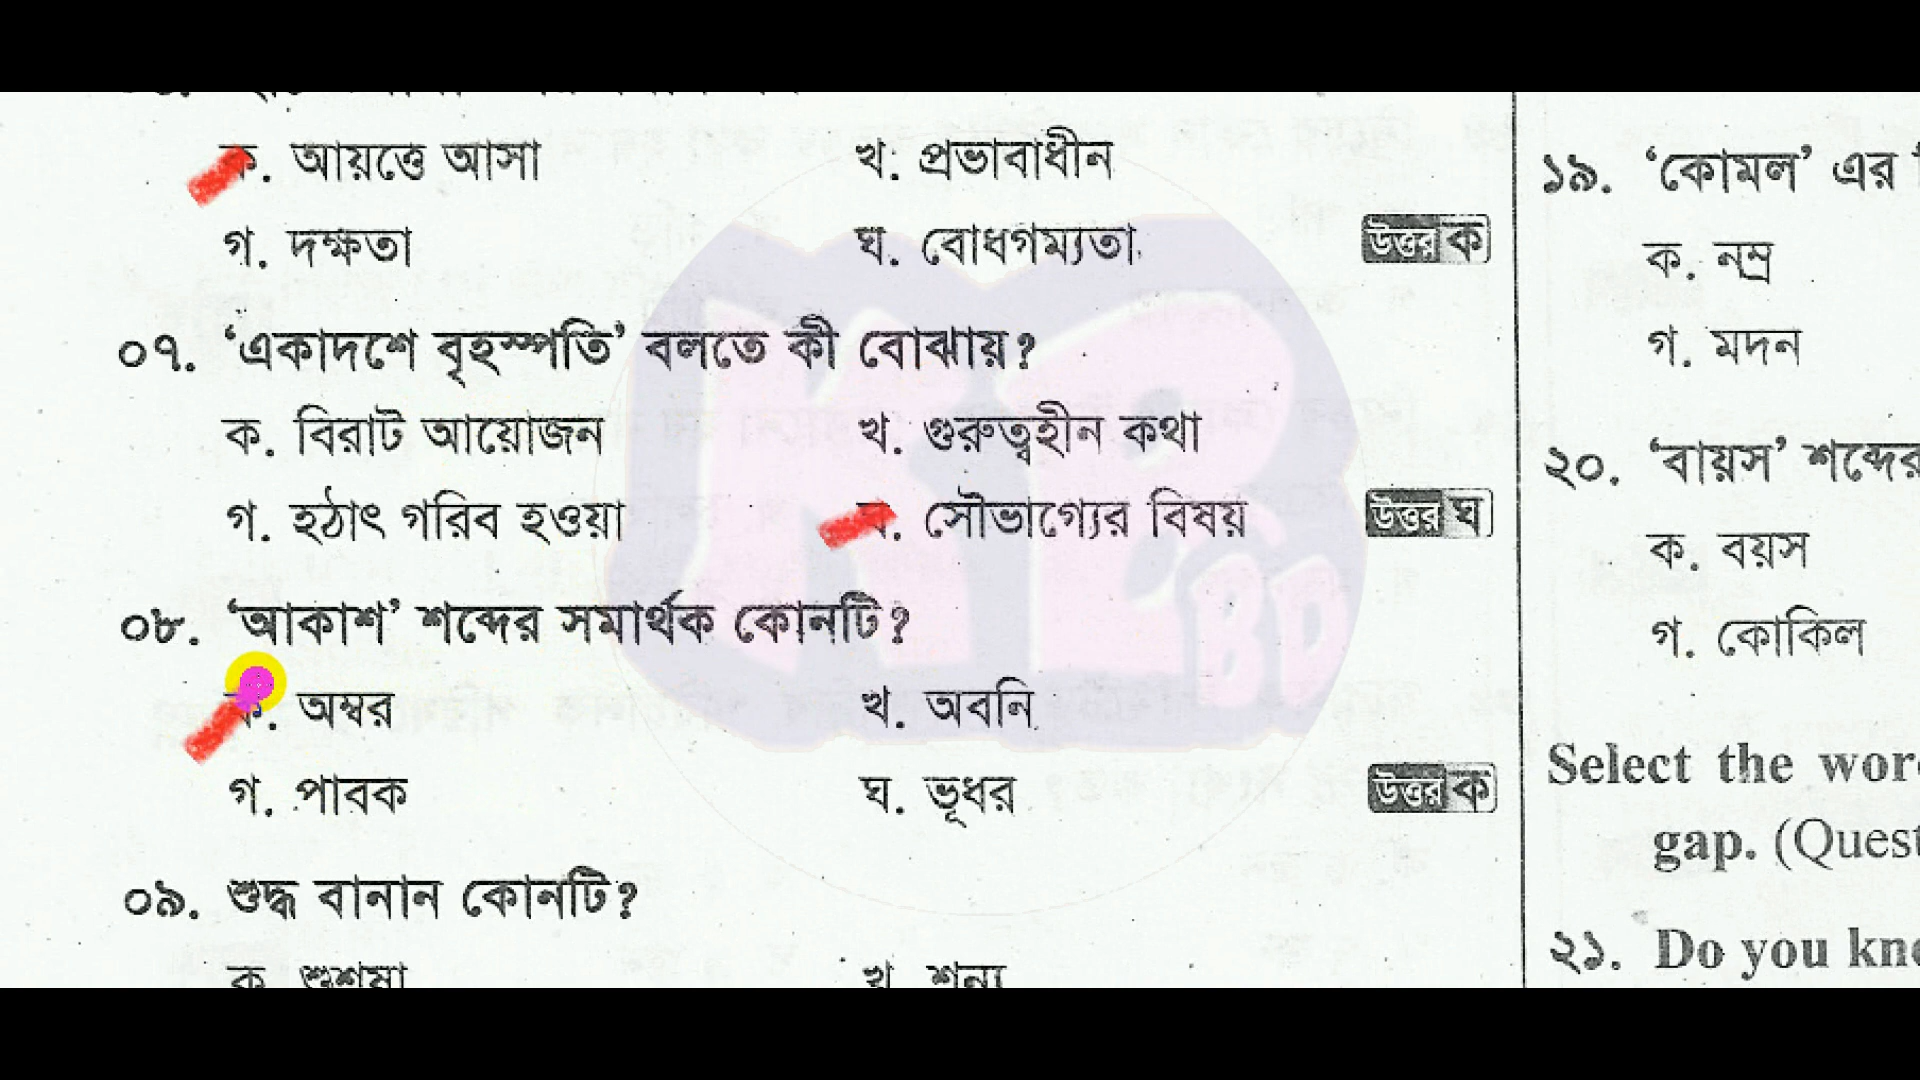 ক. আয়ত্তে আসা খ. প্রভাবাধীন
গ. দক্ষতা ঘ. বোধগম্যতা উত্তর ক
০৭. ‘একাদশে বৃহস্পতি’ বলতে কী বোঝায়?
ক. বিরাট আয়োজন খ. গুরুত্বহীন কথা
গ. হঠাৎ গরিব হওয়া ঘ. সৌভাগ্যের বিষয় উত্তর ঘ
০৮. ‘আকাশ’ শব্দের সমার্থক কোনটি?
ক. অম্বর খ. অবনি
গ. পাবক ঘ. ভূধর উত্তর ক
০৯. শুদ্ধ বানান কোনটি?
১৯. ‘কোমল’ এর
ক. নম্র
গ. মদন
২০. ‘বায়স’ শব্দের
ক. বয়স
গ. কোকিল
Select the wor
gap. (Quest
২১. Do you kn
BD